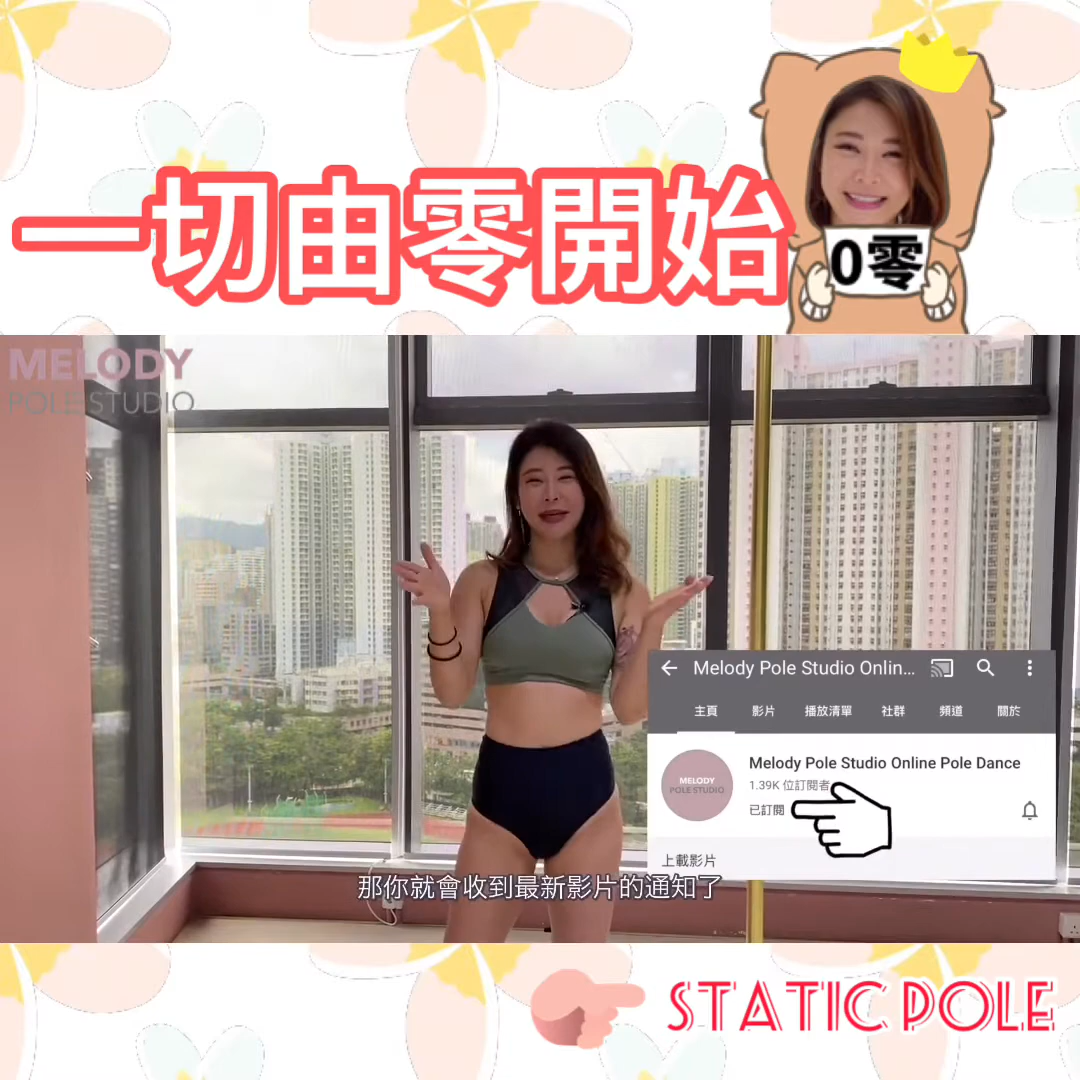 一切由零開始
0零
MELODY
POLE STUDIO
Melody Pole Studio Onlin...
主頁 影片 播放清單 社群 頻道 關於
MELODY
POLE STUDIO
Melody Pole Studio Online Pole Dance
1.39K 位訂閱者
已訂閱
上載影片
那你就會收到最新影片的通知了
STATIC POLE